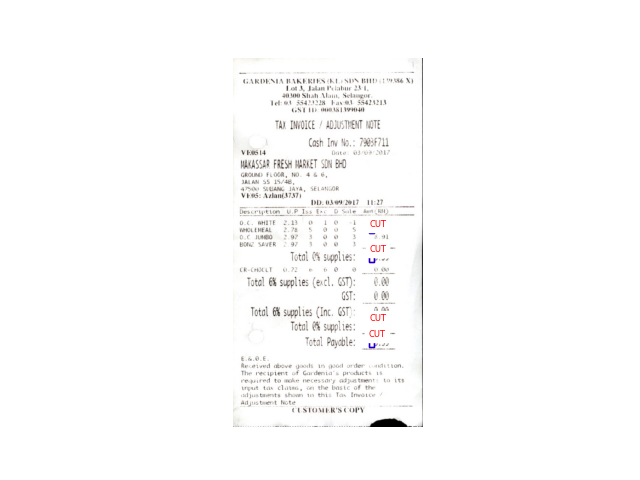 GARDENIA BAKERIES (KL) SDN BHD (139386 X)
Lot 3, Jalan Pelabur 23/1,
40300 Shah Alam, Selangor.
Tel: 03 55423228 Fax:03 55423213
GST ID: 000381399040
TAX INVOICE / ADJUSTMENT NOTE
Cash Inv No.: 7903F711
VE0514 Date: 03/09/2017
MAKASSAR FRESH MARKET SDN BHD
GROUND FLOOR, NO. 4 & 6,
JALAN SS 15/4B,
47500 SUBANG JAYA, SELANGOR
VE05: Azlan(3737)
DD: 03/09/2017 11:27
Description U.P Iss Exc D Sale Amt(RM)
O.C. WHITE 2.13 0 1 0 -1 CUT
WHOLEMEAL 2.78 5 0 0 5
O.C JUMBO 2.97 3 0 0 3 8.91
BONZ SAVER 2.97 3 0 0 3 CUT
Total 0% supplies:
CR-CHOCLT 0.72 6 6 0 0 0.00
Total 6% supplies (excl. GST): 0.00
GST: 0.00
Total 6% supplies (Inc. GST): 0.00
CUT
Total 0% supplies:
CUT
Total Payable:
E.&O.E.
Received above goods in good order condition.
The recipient of Gardenia's products is
required to make necessary adjustments to its
input tax claims, on the basis of the
adjustments shown in this Tax Invoice /
Adjustment Note
CUSTOMER'S COPY